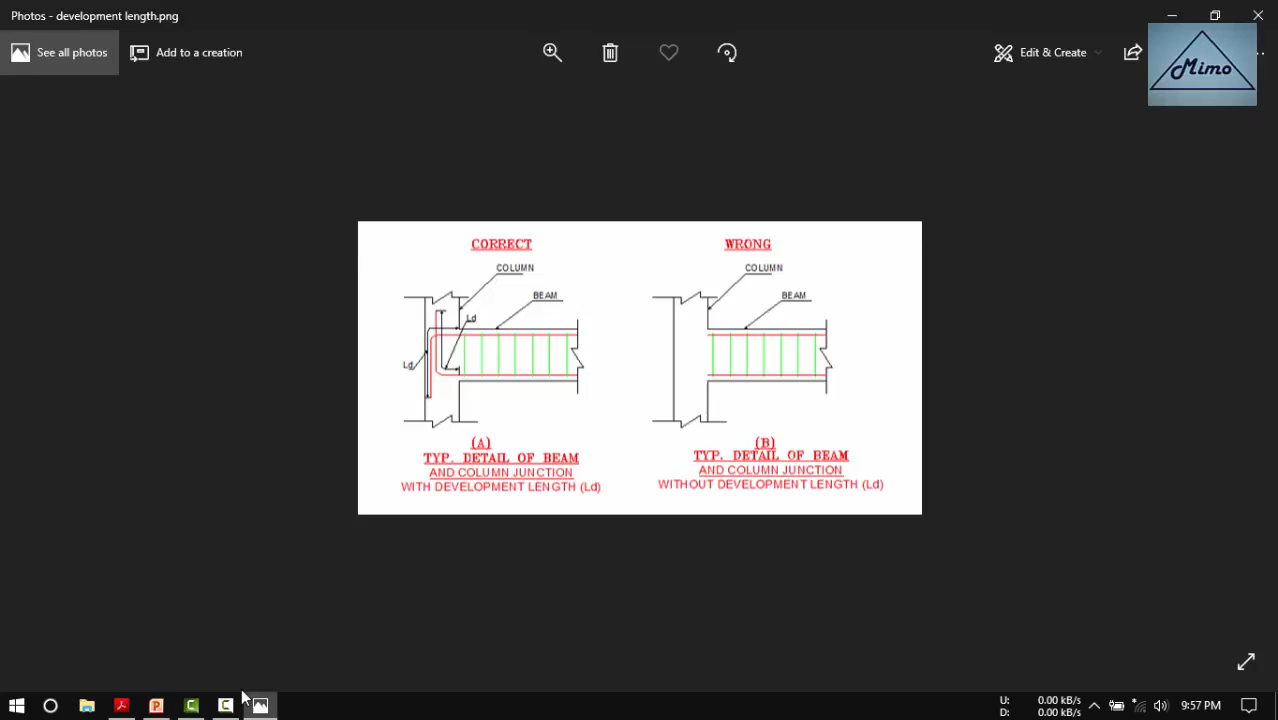 Photos - development length.png
See all photos
Add to a creation
Edit & Create
Mimo
CORRECT
COLUMN
BEAM
Ld
Ld
(A)
TYP. DETAIL OF BEAM
AND COLUMN JUNCTION
WITH DEVELOPMENT LENGTH (Ld)
WRONG
COLUMN
BEAM
(B)
TYP. DETAIL OF BEAM
AND COLUMN JUNCTION
WITHOUT DEVELOPMENT LENGTH (Ld)
U: 0.00 kB/s
D: 0.00 kB/s
9:57 PM